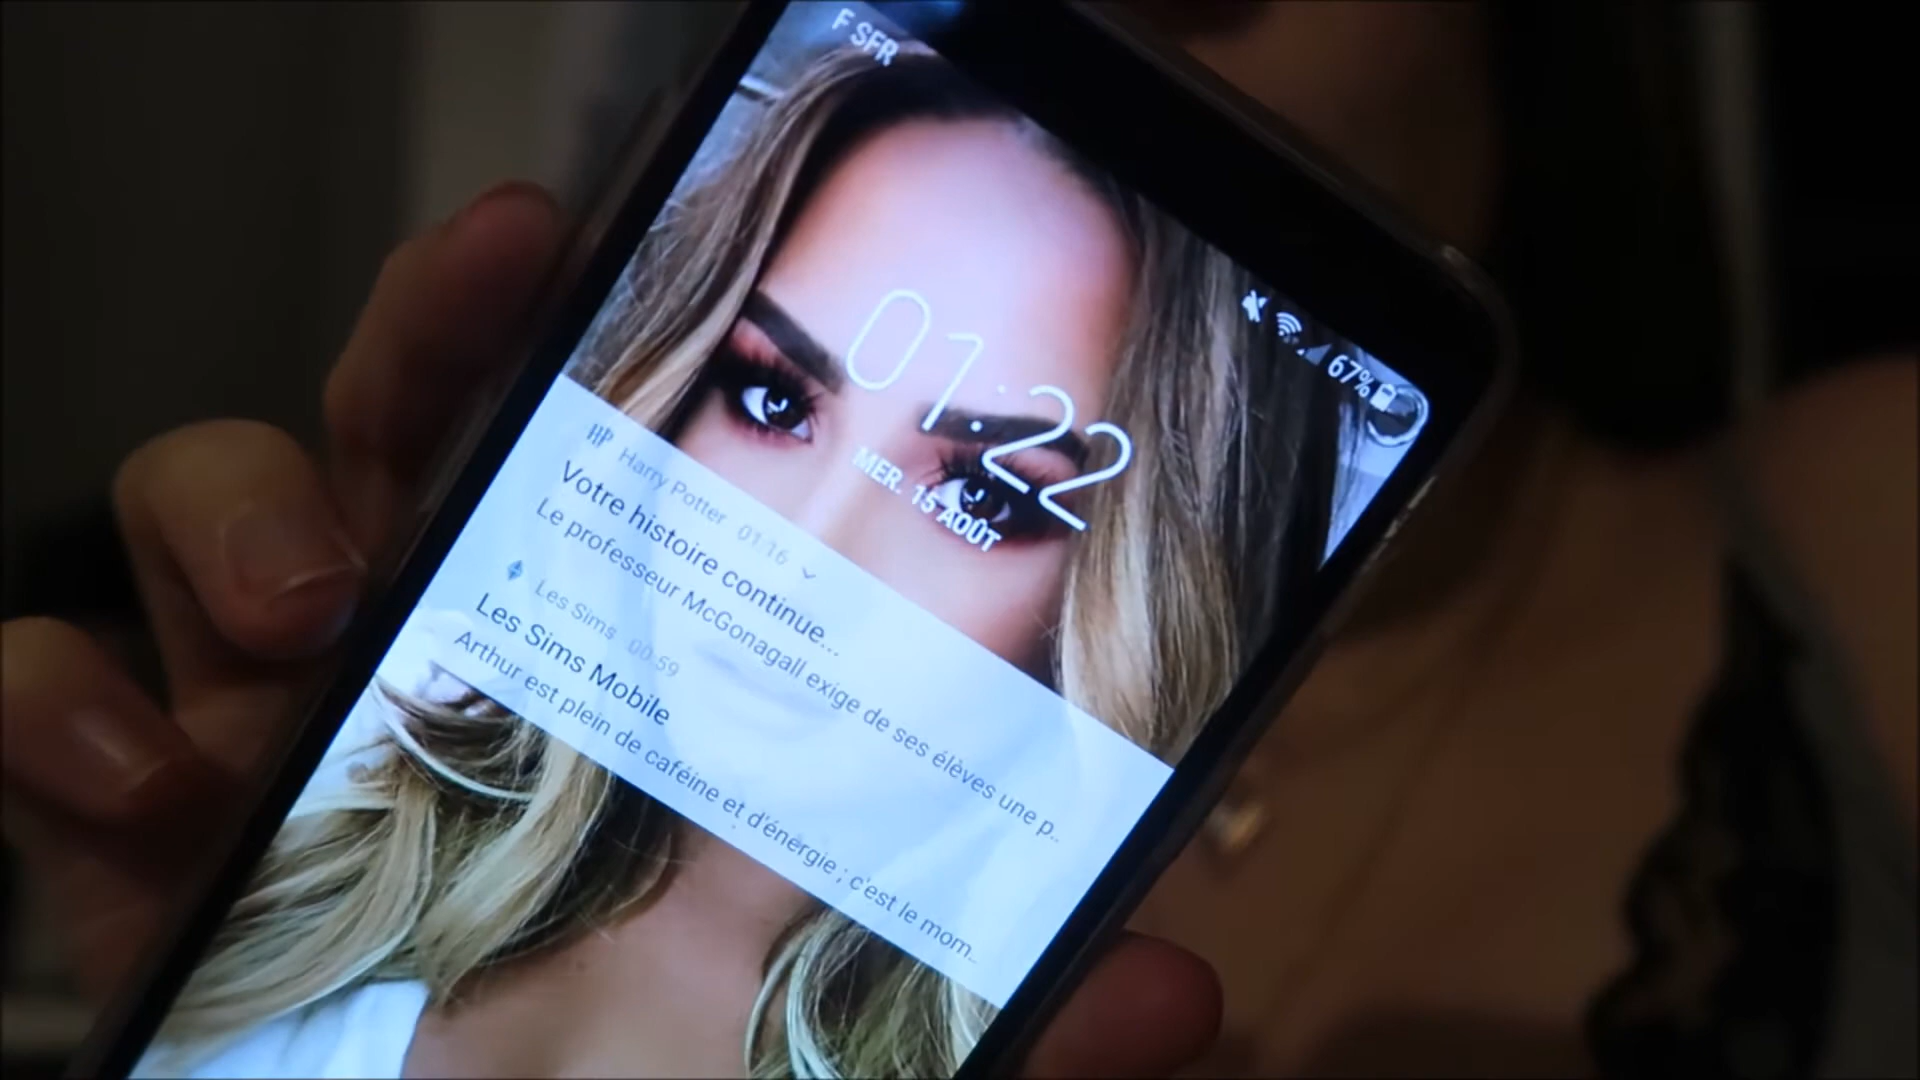 F SFR
67%
01:22
MER. 15 AOÛT
HP Harry Potter 01:16
Votre histoire continue...
Le professeur McGonagall exige de ses élèves une p..
Les Sims 00:59
Les Sims Mobile
Arthur est plein de caféine et d'énergie ; c'est le mom..